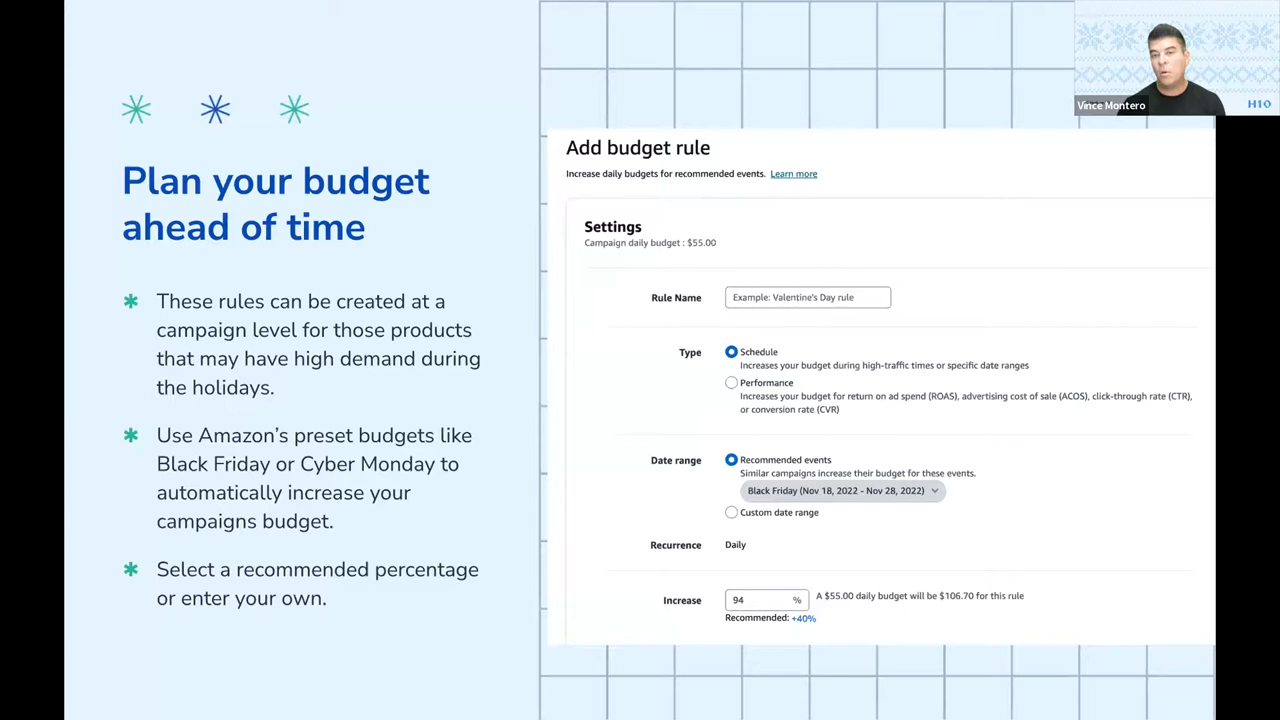 Plan your budget
ahead of time
These rules can be created at a
campaign level for those products
that may have high demand during
the holidays.
Use Amazon's preset budgets like
Black Friday or Cyber Monday to
automatically increase your
campaigns budget.
Select a recommended percentage
or enter your own.
Vince Montero
H10
Add budget rule
Increase daily budgets for recommended events. Learn more
Settings
Campaign daily budget : $55.00
Rule Name
Example: Valentine's Day rule
Type
Schedule
Increases your budget during high-traffic times or specific date ranges
Performance
Increases your budget for return on ad spend (ROAS), advertising cost of sale (ACOS), click-through rate (CTR),
or conversion rate (CVR)
Date range
Recommended events
Similar campaigns increase their budget for these events.
Black Friday (Nov 18, 2022 - Nov 28, 2022)
Custom date range
Recurrence
Daily
Increase
94 %
A $55.00 daily budget will be $106.70 for this rule
Recommended: +40%